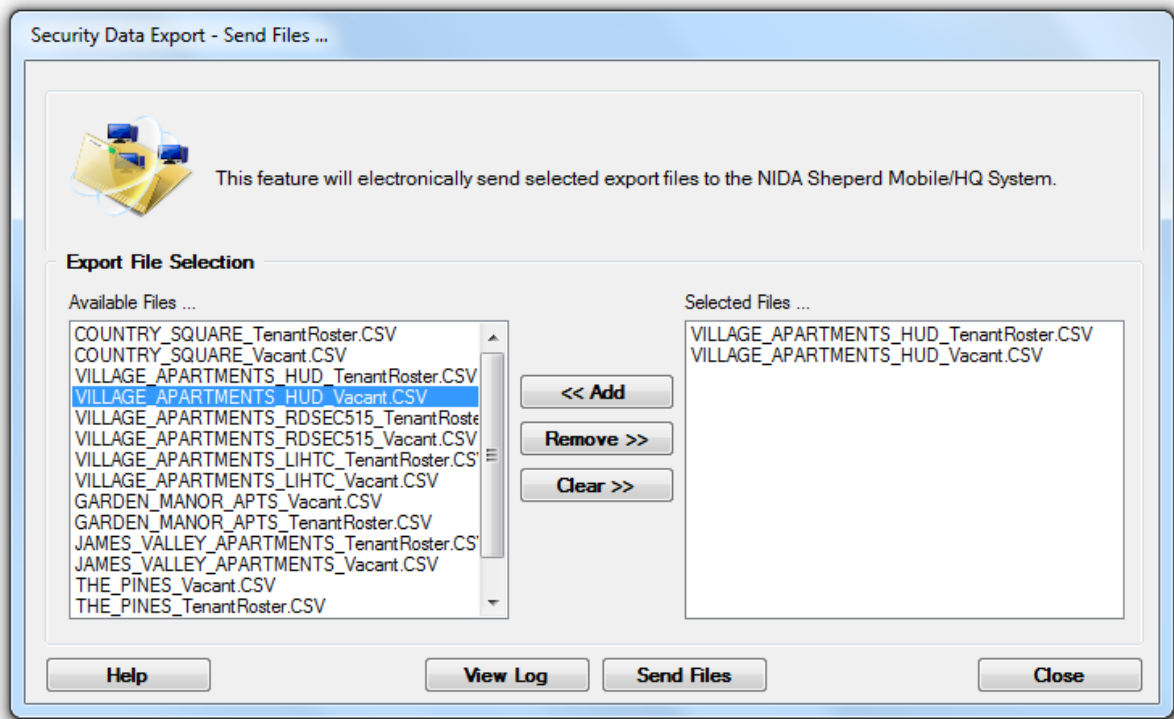 Security Data Export - Send Files ...
This feature will electronically send selected export files to the NIDA Sheperd Mobile/HQ System.
Export File Selection
Available Files ...
COUNTRY_SQUARE_TenantRoster.CSV
COUNTRY_SQUARE_Vacant.CSV
VILLAGE_APARTMENTS_HUD_TenantRoster.CSV
VILLAGE_APARTMENTS_HUD_Vacant.CSV
VILLAGE_APARTMENTS_RDSEC515_TenantRoste
VILLAGE_APARTMENTS_RDSEC515_Vacant.CSV
VILLAGE_APARTMENTS_LIHTC_TenantRoster.CS
VILLAGE_APARTMENTS_LIHTC_Vacant.CSV
GARDEN_MANOR_APTS_Vacant.CSV
GARDEN_MANOR_APTS_TenantRoster.CSV
JAMES_VALLEY_APARTMENTS_TenantRoster.CS
JAMES_VALLEY_APARTMENTS_Vacant.CSV
THE_PINES_Vacant.CSV
THE_PINES_TenantRoster.CSV
<< Add
Remove >>
Clear >>
Selected Files ...
VILLAGE_APARTMENTS_HUD_TenantRoster.CSV
VILLAGE_APARTMENTS_HUD_Vacant.CSV
Help
View Log
Send Files
Close